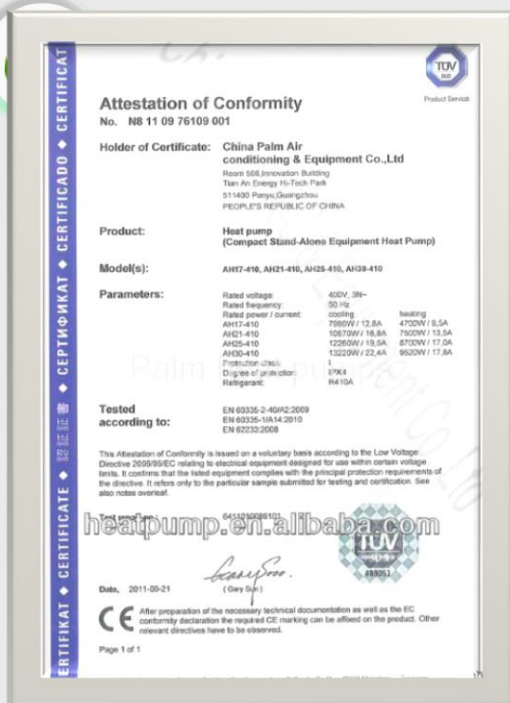 CERTIFIKAT ◆ CERTIFICATE ◆ 認証証書 ◆ СЕРТИФИКАТ ◆ CERTIFICADO ◆ CERTIFICAT
TÜV
Product Service
Attestation of Conformity
No. N8 11 09 76109 001
Holder of Certificate: China Palm Air
conditioning & Equipment Co.,Ltd
Room 506,Innovation Building
Tian An Energy Hi-Tech Park
511400 Panyu,Guangzhou
PEOPLE'S REPUBLIC OF CHINA
Product: Heat pump
(Compact Stand-Alone Equipment Heat Pump)
Model(s): AH17-410, AH21-410, AH25-410, AH30-410
Parameters: Rated voltage: 400V, 3N~
Rated frequency: 50 Hz
Rated power / current: cooling heating
AH17-410 7980W / 12,8A 4700W / 9,5A
AH21-410 10570W / 16,8A 7500W / 13,5A
AH25-410 12260W / 19,5A 8700W / 17,0A
AH30-410 13220W / 22,4A 9520W / 17,8A
Protection class: I
Degree of protection: IPX4
Refrigerant: R410A
Tested EN 60335-2-40/A2:2009
according to: EN 60335-1/A14:2010
EN 62233:2008
This Attestation of Conformity is issued on a voluntary basis according to the Low Voltage
Directive 2006/95/EC relating to electrical equipment designed for use within certain voltage
limits. It confirms that the listed equipment complies with the principal protection requirements of
the directive. It refers only to the particular sample submitted for testing and certification. See
also notes overleaf.
heatpump.en.alibaba.com
TÜV
Date, 2011-09-21 ( Gary Sun )
CE After preparation of the necessary technical documentation as well as the EC
conformity declaration the required CE marking can be affixed on the product. Other
relevant directives have to be observed.
Page 1 of 1